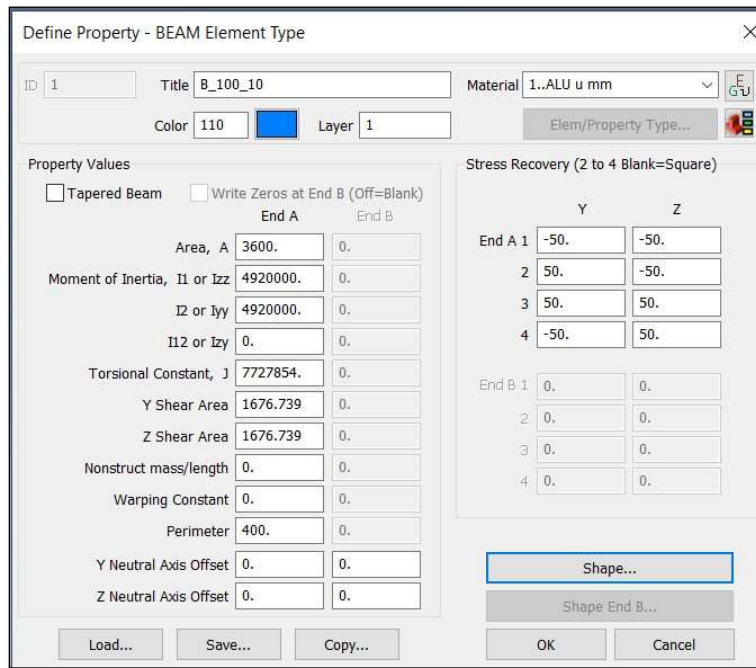 Define Property - BEAM Element Type
ID 1 Title B_100_10 Material 1..ALU u mm
Color 110 Layer 1 Elem/Property Type...
Property Values
Tapered Beam Write Zeros at End B (Off=Blank)
End A End B
Area, A 3600. 0.
Moment of Inertia, I1 or Izz 4920000. 0.
I2 or Iyy 4920000. 0.
I12 or Izy 0. 0.
Torsional Constant, J 7727854. 0.
Y Shear Area 1676.739 0.
Z Shear Area 1676.739 0.
Nonstruct mass/length 0. 0.
Warping Constant 0. 0.
Perimeter 400. 0.
Y Neutral Axis Offset 0. 0.
Z Neutral Axis Offset 0. 0.
Stress Recovery (2 to 4 Blank=Square)
Y Z
End A 1 -50. -50.
2 50. -50.
3 50. 50.
4 -50. 50.
End B 1 0. 0.
2 0. 0.
3 0. 0.
4 0. 0.
Shape...
Shape End B...
Load... Save... Copy... OK Cancel